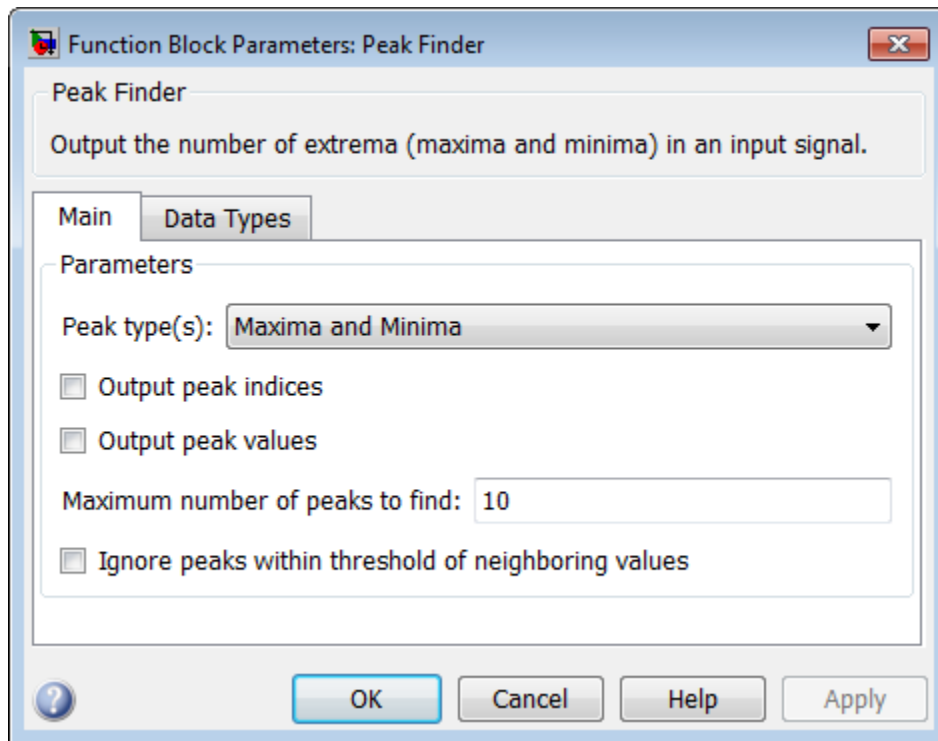 Function Block Parameters: Peak Finder
Peak Finder
Output the number of extrema (maxima and minima) in an input signal.
Main
Data Types
Parameters
Peak type(s): Maxima and Minima
Output peak indices
Output peak values
Maximum number of peaks to find: 10
Ignore peaks within threshold of neighboring values
? OK Cancel Help Apply